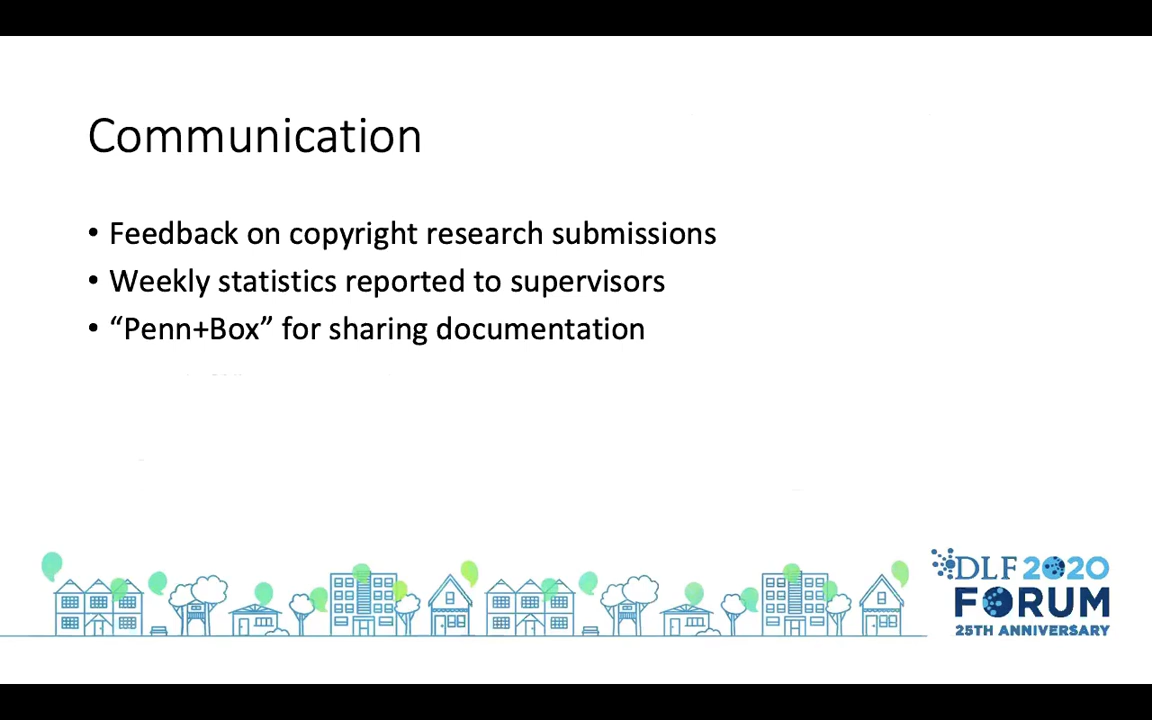 Communication
• Feedback on copyright research submissions
• Weekly statistics reported to supervisors
• “Penn+Box” for sharing documentation
DLF 2020
FORUM
25TH ANNIVERSARY